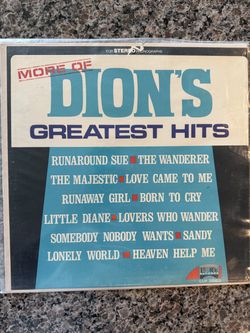 FOR STEREO PHONOGRAPHS
MORE OF
DION'S
GREATEST HITS
RUNAROUND SUE ■ THE WANDERER
THE MAJESTIC ■ LOVE CAME TO ME
RUNAWAY GIRL ■ BORN TO CRY
LITTLE DIANE ■ LOVERS WHO WANDER
SOMEBODY NOBODY WANTS ■ SANDY
LONELY WORLD ■ HEAVEN HELP ME